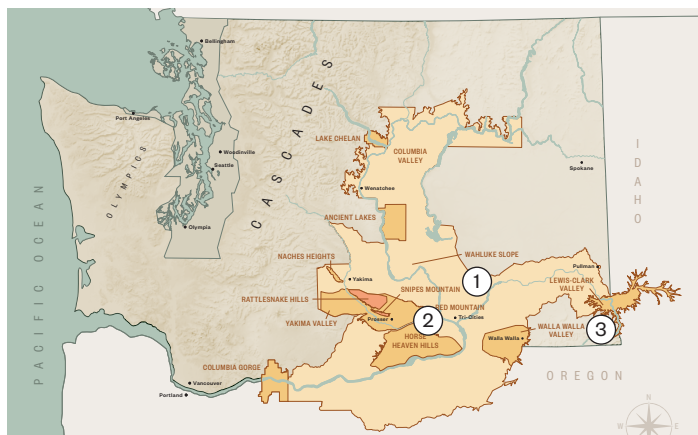 Bellingham
Port Angeles
CASCADES
LAKE CHELAN
COLUMBIA
VALLEY
OLYMPICS
Woodinville
Seattle
IDAHO
Spokane
Wenatchee
PACIFIC OCEAN
ANCIENT LAKES
Olympia
NACHES HEIGHTS
WAHLUKE SLOPE
Pullman
Yakima
1
LEWIS-CLARK
VALLEY
SNIPES MOUNTAIN
RATTLESNAKE HILLS
RED MOUNTAIN
Prosser
2
Tri-Cities
YAKIMA VALLEY
WALLA WALLA
VALLEY
3
HORSE
HEAVEN HILLS
Walla Walla
COLUMBIA GORGE
OREGON
Vancouver
Portland
N
W
E